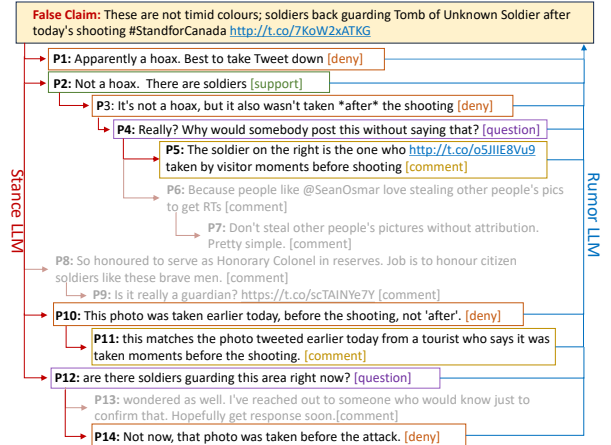 False Claim: These are not timid colours; soldiers back guarding Tomb of Unknown Soldier after
today's shooting #StandforCanada http://t.co/7KoW2xATKG
P1: Apparently a hoax. Best to take Tweet down [deny]
P2: Not a hoax. There are soldiers [support]
P3: It's not a hoax, but it also wasn't taken *after* the shooting [deny]
P4: Really? Why would somebody post this without saying that? [question]
P5: The soldier on the right is the one who http://t.co/o5JIIE8Vu9
taken by visitor moments before shooting [comment]
P6: Because people like @SeanOsmar love stealing other people's pics
to get RTs [comment]
P7: Don't steal other people's pictures without attribution.
Pretty simple. [comment]
P8: So honoured to serve as Honorary Colonel in reserves. Job is to honour citizen
soldiers like these brave men. [comment]
P9: Is it really a guardian? https://t.co/scTAINYe7Y [comment]
P10: This photo was taken earlier today, before the shooting, not 'after'. [deny]
P11: this matches the photo tweeted earlier today from a tourist who says it was
taken moments before the shooting. [comment]
P12: are there soldiers guarding this area right now? [question]
P13: wondered as well. I've reached out to someone who would know just to
confirm that. Hopefully get response soon.[comment]
P14: Not now, that photo was taken before the attack. [deny]
Stance LLM
Rumor LLM